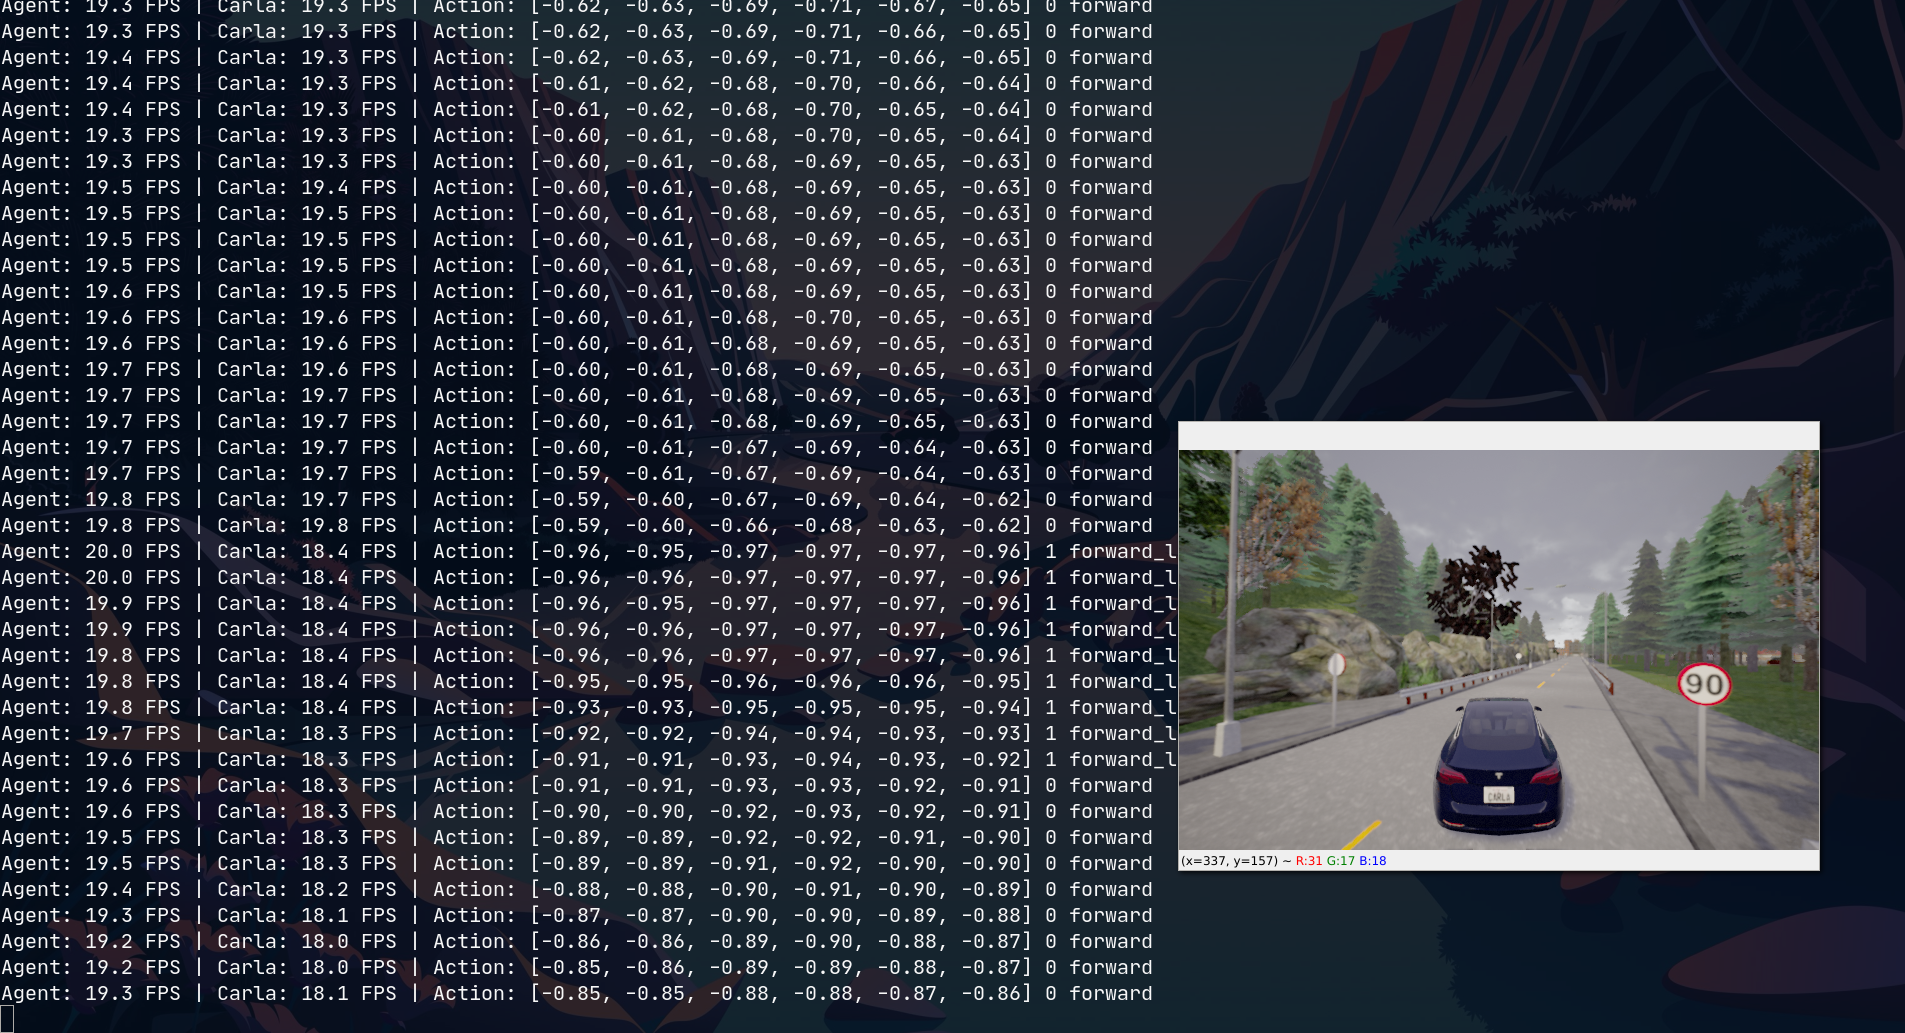 Agent: 19.3 FPS | Carla: 19.3 FPS | Action: [-0.62, -0.63, -0.69, -0.71, -0.67, -0.65] 0 forward
Agent: 19.3 FPS | Carla: 19.3 FPS | Action: [-0.62, -0.63, -0.69, -0.71, -0.66, -0.65] 0 forward
Agent: 19.4 FPS | Carla: 19.3 FPS | Action: [-0.62, -0.63, -0.69, -0.71, -0.66, -0.65] 0 forward
Agent: 19.4 FPS | Carla: 19.3 FPS | Action: [-0.61, -0.62, -0.68, -0.70, -0.66, -0.64] 0 forward
Agent: 19.4 FPS | Carla: 19.3 FPS | Action: [-0.61, -0.62, -0.68, -0.70, -0.65, -0.64] 0 forward
Agent: 19.3 FPS | Carla: 19.3 FPS | Action: [-0.60, -0.61, -0.68, -0.70, -0.65, -0.64] 0 forward
Agent: 19.3 FPS | Carla: 19.3 FPS | Action: [-0.60, -0.61, -0.68, -0.69, -0.65, -0.63] 0 forward
Agent: 19.5 FPS | Carla: 19.4 FPS | Action: [-0.60, -0.61, -0.68, -0.69, -0.65, -0.63] 0 forward
Agent: 19.5 FPS | Carla: 19.5 FPS | Action: [-0.60, -0.61, -0.68, -0.69, -0.65, -0.63] 0 forward
Agent: 19.5 FPS | Carla: 19.5 FPS | Action: [-0.60, -0.61, -0.68, -0.69, -0.65, -0.63] 0 forward
Agent: 19.5 FPS | Carla: 19.5 FPS | Action: [-0.60, -0.61, -0.68, -0.69, -0.65, -0.63] 0 forward
Agent: 19.6 FPS | Carla: 19.5 FPS | Action: [-0.60, -0.61, -0.68, -0.69, -0.65, -0.63] 0 forward
Agent: 19.6 FPS | Carla: 19.6 FPS | Action: [-0.60, -0.61, -0.68, -0.70, -0.65, -0.63] 0 forward
Agent: 19.6 FPS | Carla: 19.6 FPS | Action: [-0.60, -0.61, -0.68, -0.69, -0.65, -0.63] 0 forward
Agent: 19.7 FPS | Carla: 19.6 FPS | Action: [-0.60, -0.61, -0.68, -0.69, -0.65, -0.63] 0 forward
Agent: 19.7 FPS | Carla: 19.7 FPS | Action: [-0.60, -0.61, -0.68, -0.69, -0.65, -0.63] 0 forward
Agent: 19.7 FPS | Carla: 19.7 FPS | Action: [-0.60, -0.61, -0.68, -0.69, -0.65, -0.63] 0 forward
Agent: 19.7 FPS | Carla: 19.7 FPS | Action: [-0.60, -0.61, -0.67, -0.69, -0.64, -0.63] 0 forward
Agent: 19.7 FPS | Carla: 19.7 FPS | Action: [-0.59, -0.61, -0.67, -0.69, -0.64, -0.63] 0 forward
Agent: 19.8 FPS | Carla: 19.7 FPS | Action: [-0.59, -0.60, -0.67, -0.69, -0.64, -0.62] 0 forward
Agent: 19.8 FPS | Carla: 19.8 FPS | Action: [-0.59, -0.60, -0.66, -0.68, -0.63, -0.62] 0 forward
Agent: 20.0 FPS | Carla: 18.4 FPS | Action: [-0.96, -0.95, -0.97, -0.97, -0.97, -0.96] 1 forward_l
Agent: 20.0 FPS | Carla: 18.4 FPS | Action: [-0.96, -0.96, -0.97, -0.97, -0.97, -0.96] 1 forward_l
Agent: 19.9 FPS | Carla: 18.4 FPS | Action: [-0.96, -0.95, -0.97, -0.97, -0.97, -0.96] 1 forward_l
Agent: 19.9 FPS | Carla: 18.4 FPS | Action: [-0.96, -0.96, -0.97, -0.97, -0.97, -0.96] 1 forward_l
Agent: 19.8 FPS | Carla: 18.4 FPS | Action: [-0.96, -0.96, -0.97, -0.97, -0.97, -0.96] 1 forward_l
Agent: 19.8 FPS | Carla: 18.4 FPS | Action: [-0.95, -0.95, -0.96, -0.96, -0.96, -0.95] 1 forward_l
Agent: 19.8 FPS | Carla: 18.4 FPS | Action: [-0.93, -0.93, -0.95, -0.95, -0.95, -0.94] 1 forward_l
Agent: 19.7 FPS | Carla: 18.3 FPS | Action: [-0.92, -0.92, -0.94, -0.94, -0.93, -0.93] 1 forward_l
Agent: 19.6 FPS | Carla: 18.3 FPS | Action: [-0.91, -0.91, -0.93, -0.94, -0.93, -0.92] 1 forward_l
Agent: 19.6 FPS | Carla: 18.3 FPS | Action: [-0.91, -0.91, -0.93, -0.93, -0.92, -0.91] 0 forward
Agent: 19.6 FPS | Carla: 18.3 FPS | Action: [-0.90, -0.90, -0.92, -0.93, -0.92, -0.91] 0 forward
Agent: 19.5 FPS | Carla: 18.3 FPS | Action: [-0.89, -0.89, -0.92, -0.92, -0.91, -0.90] 0 forward
Agent: 19.5 FPS | Carla: 18.3 FPS | Action: [-0.89, -0.89, -0.91, -0.92, -0.90, -0.90] 0 forward
Agent: 19.4 FPS | Carla: 18.2 FPS | Action: [-0.88, -0.88, -0.90, -0.91, -0.90, -0.89] 0 forward
Agent: 19.3 FPS | Carla: 18.1 FPS | Action: [-0.87, -0.87, -0.90, -0.90, -0.89, -0.88] 0 forward
Agent: 19.2 FPS | Carla: 18.0 FPS | Action: [-0.86, -0.86, -0.89, -0.90, -0.88, -0.87] 0 forward
Agent: 19.2 FPS | Carla: 18.0 FPS | Action: [-0.85, -0.86, -0.89, -0.89, -0.88, -0.87] 0 forward
Agent: 19.3 FPS | Carla: 18.1 FPS | Action: [-0.85, -0.85, -0.88, -0.88, -0.87, -0.86] 0 forward
90
CARLA
(x=337, y=157) ~ R:31 G:17 B:18